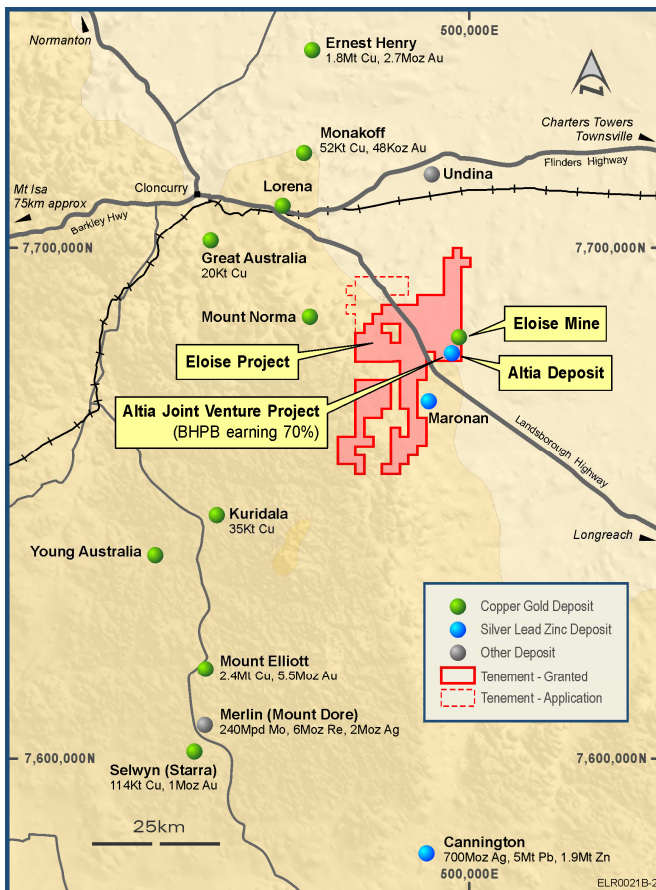 500,000E
Normanton
Ernest Henry
1.8Mt Cu, 2.7Moz Au
N
Monakoff
52Kt Cu, 48Koz Au
Charters Towers
Townsville
Flinders Highway
Undina
Mt Isa
75km approx
Cloncurry
Lorena
Barkley Hwy
7,700,000N
7,700,000N
Great Australia
20Kt Cu
Mount Norma
Eloise Mine
Eloise Project
Altia Deposit
Altia Joint Venture Project
(BHPB earning 70%)
Maronan
Landsborough Highway
Longreach
Kuridala
35Kt Cu
Young Australia
Copper Gold Deposit
Silver Lead Zinc Deposit
Other Deposit
Tenement - Granted
Tenement - Application
Mount Elliott
2.4Mt Cu, 5.5Moz Au
Merlin (Mount Dore)
240Mpd Mo, 6Moz Re, 2Moz Ag
7,600,000N
7,600,000N
Selwyn (Starra)
114Kt Cu, 1Moz Au
25km
Cannington
700Moz Ag, 5Mt Pb, 1.9Mt Zn
500,000E
ELR0021B-2